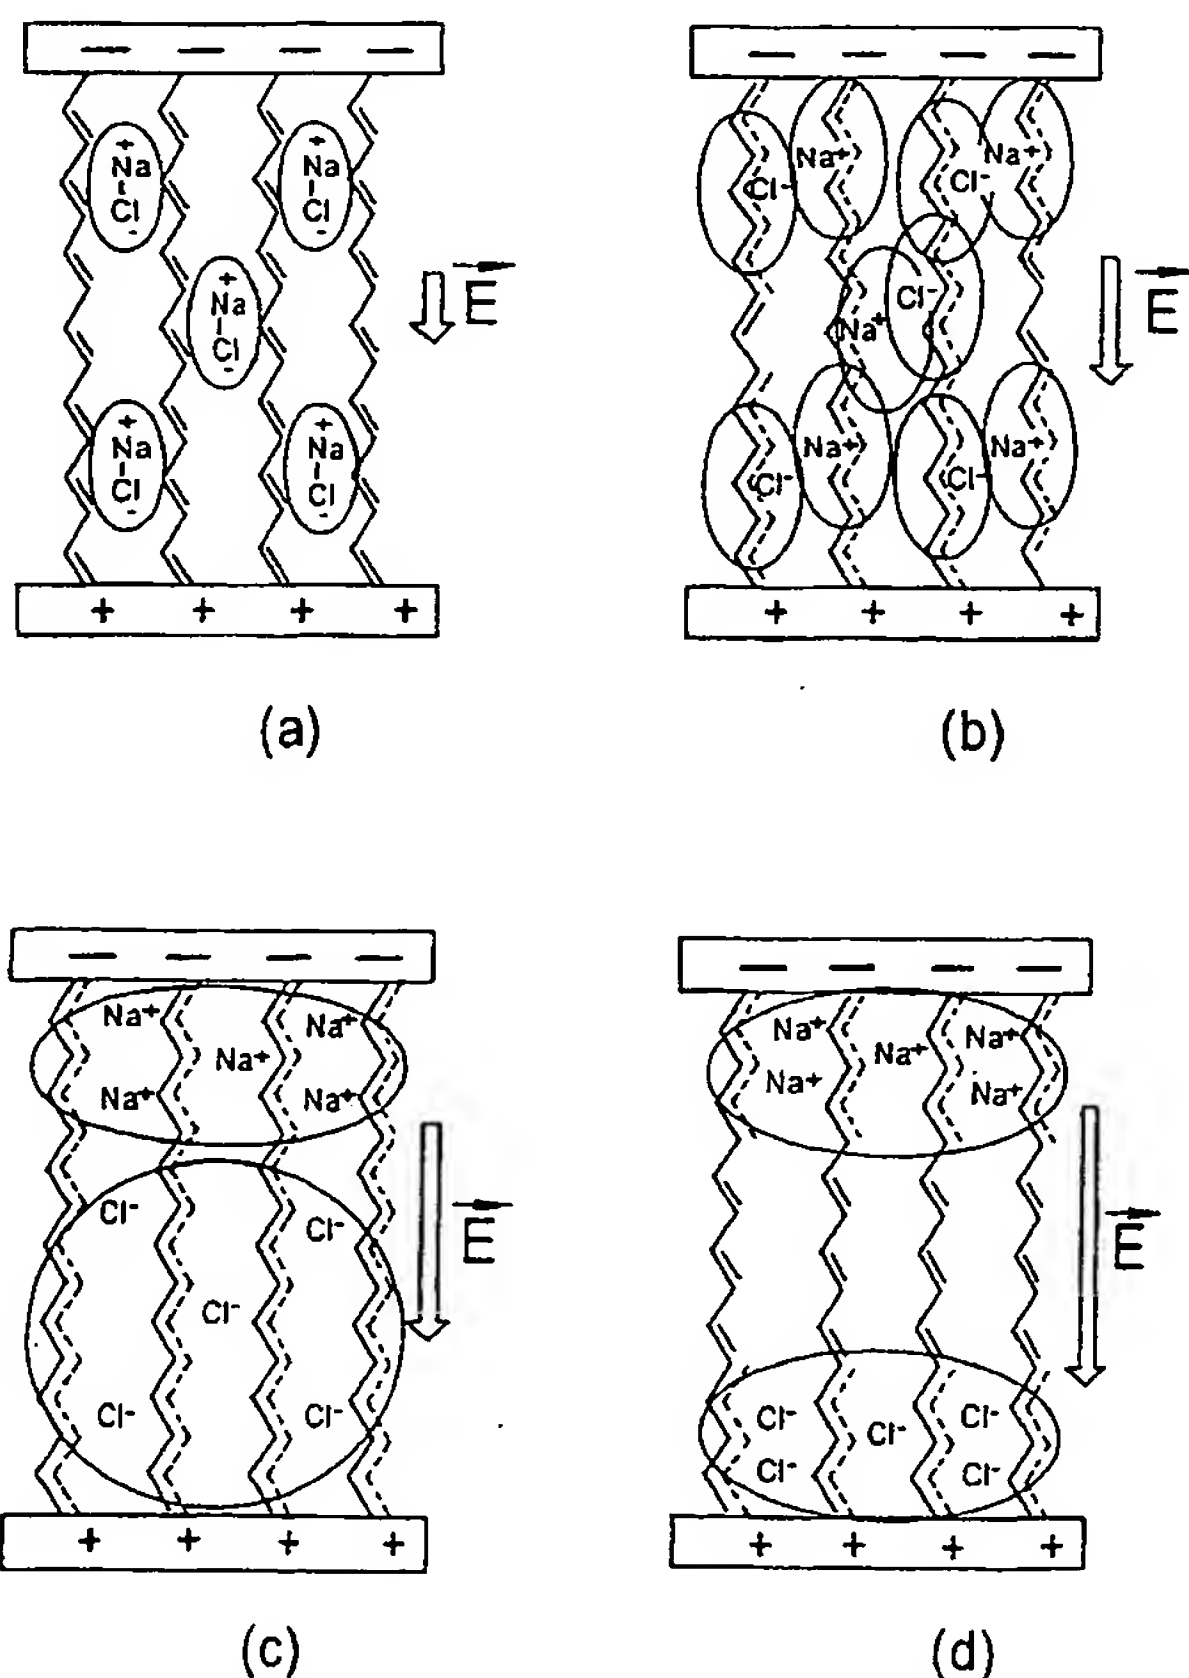 − − − −
+
Na
Cl
-
+
Na
Cl
-
+
Na
Cl
-
+
Na
Cl
-
+
Na
Cl
-
E
+ + + +
(a)
− − − −
Na+ Na+
Cl- Cl-
Cl-
Na+
Na+ Na+
Cl- Cl-
E
+ + + +
(b)
− − − −
Na+ Na+
Na+
Na+ Na+
Cl- Cl-
Cl-
Cl- Cl-
E
+ + + +
(c)
− − − −
Na+ Na+
Na+
Na+ Na+
Cl- Cl-
Cl-
Cl- Cl-
E
+ + + +
(d)